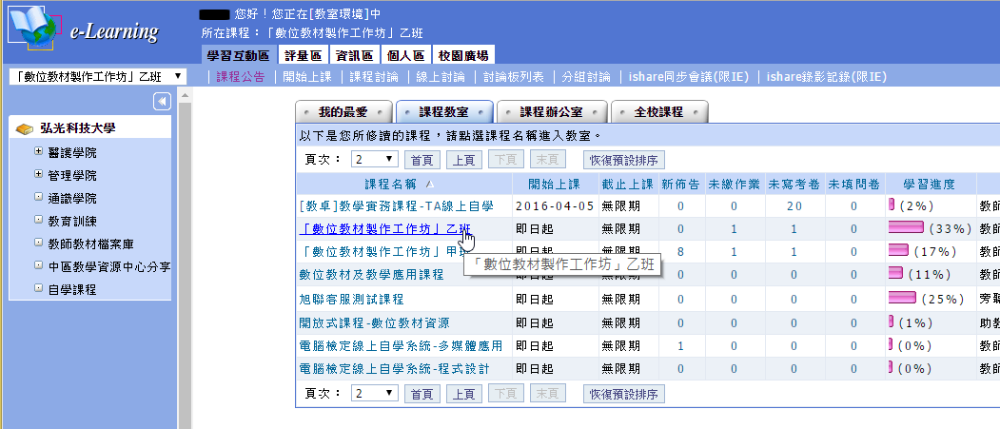 您好！您正在[教室環境]中
e-Learning
所在課程：「數位教材製作工作坊」乙班
學習互動區 評量區 資訊區 個人區 校園廣場
「數位教材製作工作坊」乙班
課程公告 | 開始上課 | 課程討論 | 線上討論 | 討論板列表 | 分組討論 | ishare同步會議(限IE) | ishare錄影記錄(限IE)
弘光科技大學
醫護學院
管理學院
通識學院
教育訓練
教師教材檔案庫
中區教學資源中心分享
自學課程
我的最愛 課程教室 課程辦公室 全校課程
以下是您所修讀的課程，請點選課程名稱進入教室。
頁次： 2 首頁 上頁 下頁 末頁 恢復預設排序
課程名稱 開始上課 截止上課 新佈告 未繳作業 未寫考卷 未填問卷 學習進度
[教卓]教學實務課程-TA線上自學 2016-04-05 無限期 0 0 20 0 (2%) 教師
「數位教材製作工作坊」乙班 即日起 無限期 0 1 1 0 (33%) 教師
「數位教材製作工作坊」甲班 即日起 無限期 8 1 1 0 (17%) 教師
「數位教材製作工作坊」乙班
數位教材及教學應用課程 (11%) 教師
旭聯客服測試課程 即日起 無限期 0 0 0 0 (25%) 旁聽
開放式課程-數位教材資源 即日起 無限期 0 0 0 0 (1%) 助教
電腦檢定線上自學系統-多媒體應用 即日起 無限期 1 0 0 0 (0%) 教師
電腦檢定線上自學系統-程式設計 即日起 無限期 0 0 0 0 (0%) 教師
頁次： 2 首頁 上頁 下頁 末頁 恢復預設排序